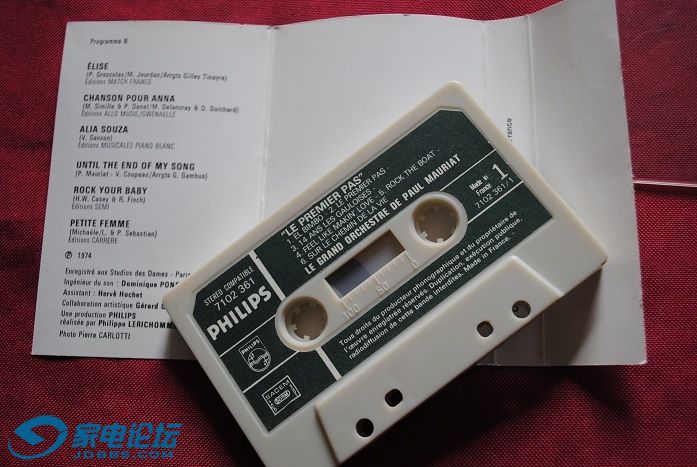 Programme B
ÉLISE
(P. Groscolas/M. Jourdan/Arrgts Gilles Tinayre)
Éditions MATCH FRANCE
CHANSON POUR ANNA
(M. Simille & P. Danel/M. Delancray & D. Guichard)
Éditions ALLO MUSIC/GWENAELLE
ALIA SOUZA
(V. Sanson)
Éditions MUSICALES PIANO BLANC
UNTIL THE END OF MY SONG
(P. Mauriat - V. Coupeau/Arrgts G. Gambus)
ROCK YOUR BABY
(H.W. Casey & R. Finch)
Éditions SEMI
PETITE FEMME
(Michaële/L. & P. Sebastian)
Éditions CARRERE
℗ 1974
Enregistré aux Studios des Dames - Paris
Ingénieur du son : Dominique PONC
Assistant : Hervé Hochet
Collaboration artistique Gérard G
Une production PHILIPS
réalisée par Philippe LERICHOMM
Photo Pierre CARLOTTI
rance
STEREO COMPATIBLE
7102 361
PHILIPS
PHILIPS
SACEM
"LE PREMIER PAS"
1. EL BIMBO - 2. LE PREMIER PAS -
3. 14 ANS LES GAULOISES -
4. FEEL LIKE MAKIN' LOVE - 5. ROCK THE BOAT -
6. SUR LE CHEMIN DE LA VIE
LE GRAND ORCHESTRE DE PAUL MAURIAT
1
Made in
France
7102 361/1
100 50 0
Tous droits du producteur phonographique et du propriétaire de
l'œuvre enregistrée réservés. Duplication, exécution publique,
radiodiffusion de cette bande interdites. Made in France.
家电论坛
JDBBS.COM